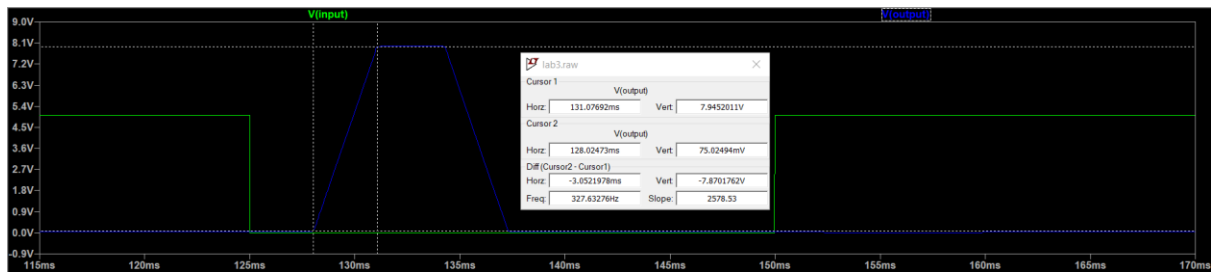 V(input) V(output)
9.0V
8.1V
7.2V
6.3V
5.4V
4.5V
3.6V
2.7V
1.8V
0.9V
0.0V
-0.9V
115ms 120ms 125ms 130ms 135ms 140ms 145ms 150ms 155ms 160ms 165ms 170ms
lab3.raw
Cursor 1
V(output)
Horz: 131.07692ms Vert: 7.9452011V
Cursor 2
V(output)
Horz: 128.02473ms Vert: 75.02494mV
Diff (Cursor2 - Cursor1)
Horz: -3.0521978ms Vert: -7.8701762V
Freq: 327.63276Hz Slope: 2578.53